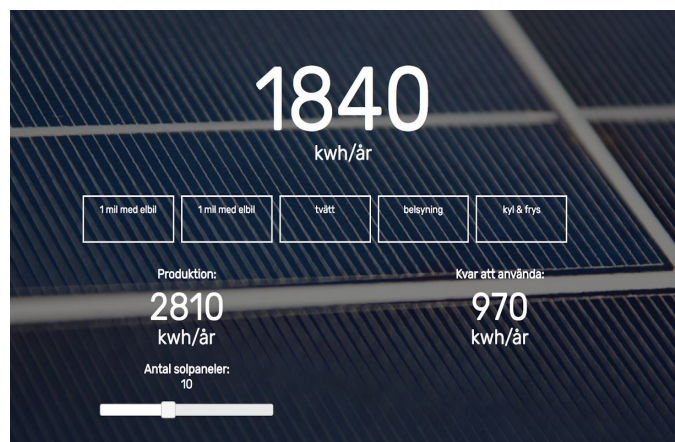 1840
kwh/år
1 mil med elbil
1 mil med elbil
tvätt
belsyning
kyl & frys
Produktion:
2810
kwh/år
Kvar att använda:
970
kwh/år
Antal solpaneler:
10